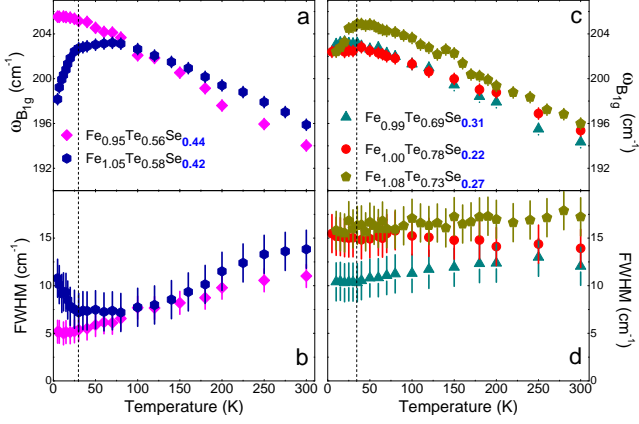 a
c
204
200
196
192
ω_B1g (cm⁻¹)
Fe0.95Te0.56Se0.44
Fe1.05Te0.58Se0.42
204
200
196
192
ω_B1g (cm⁻¹)
Fe0.99Te0.69Se0.31
Fe1.00Te0.78Se0.22
Fe1.08Te0.73Se0.27
15
10
5
0
FWHM (cm⁻¹)
b
d
15
10
5
0
FWHM (cm⁻¹)
0 50 100 150 200 250 300
0 50 100 150 200 250 300
Temperature (K)
Temperature (K)